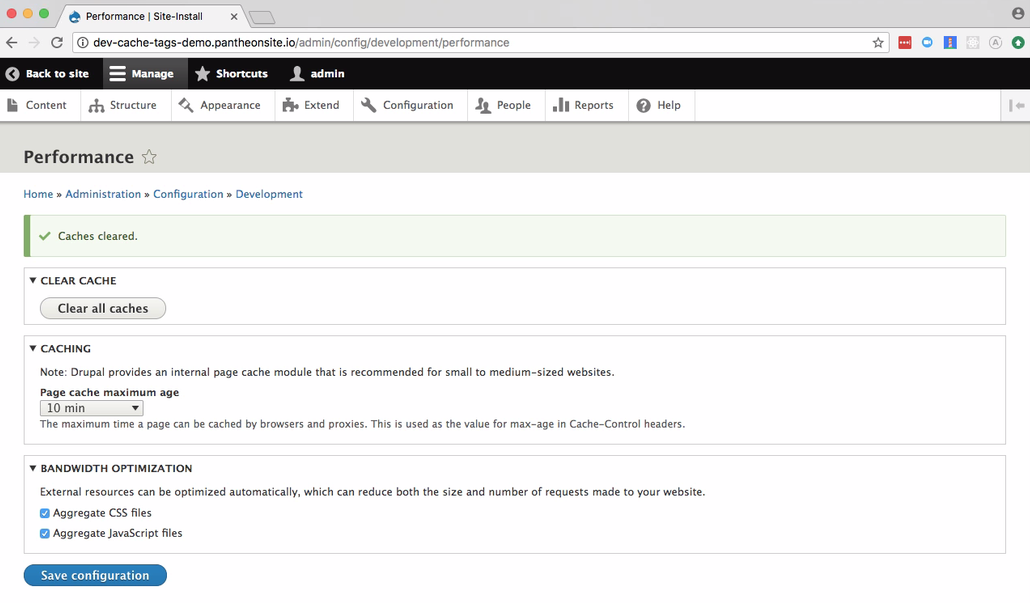 Performance | Site-Install
dev-cache-tags-demo.pantheonsite.io/admin/config/development/performance
Back to site Manage Shortcuts admin
Content Structure Appearance Extend Configuration People Reports Help
Performance
Home » Administration » Configuration » Development
Caches cleared.
CLEAR CACHE
Clear all caches
CACHING
Note: Drupal provides an internal page cache module that is recommended for small to medium-sized websites.
Page cache maximum age
10 min
The maximum time a page can be cached by browsers and proxies. This is used as the value for max-age in Cache-Control headers.
BANDWIDTH OPTIMIZATION
External resources can be optimized automatically, which can reduce both the size and number of requests made to your website.
Aggregate CSS files
Aggregate JavaScript files
Save configuration